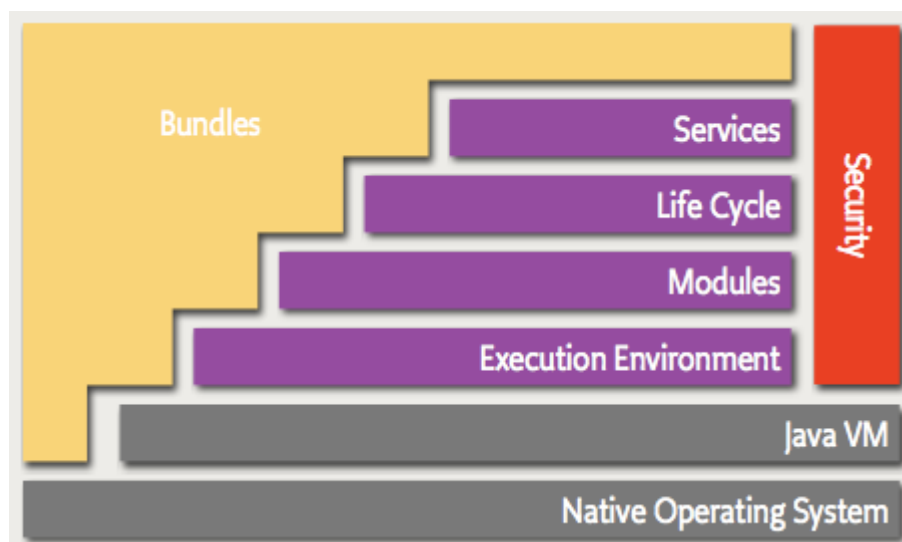 Bundles
Services
Life Cycle
Modules
Execution Environment
Security
Java VM
Native Operating System